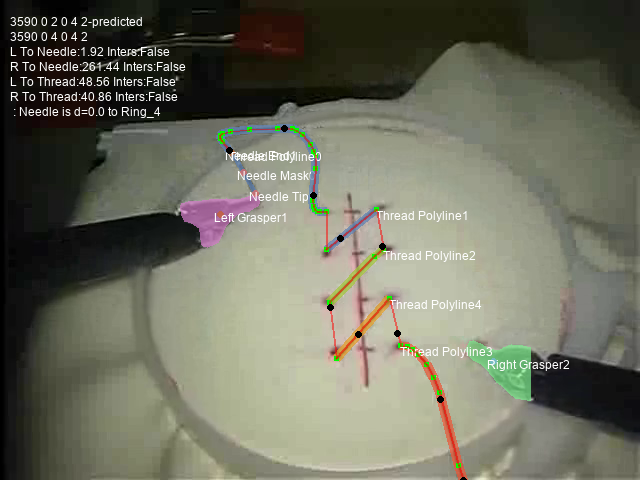 3590 0 2 0 4 2-predicted
3590 0 4 0 4 2
L To Needle:1.92 Inters:False
R To Needle:261.44 Inters:False
L To Thread:48.56 Inters:False
R To Thread:40.86 Inters:False
: Needle is d=0.0 to Ring_4
Thread Polyline0
Needle Mask
Needle Tip
Left Grasper1
Thread Polyline1
Thread Polyline2
Thread Polyline4
Thread Polyline3
Right Grasper2